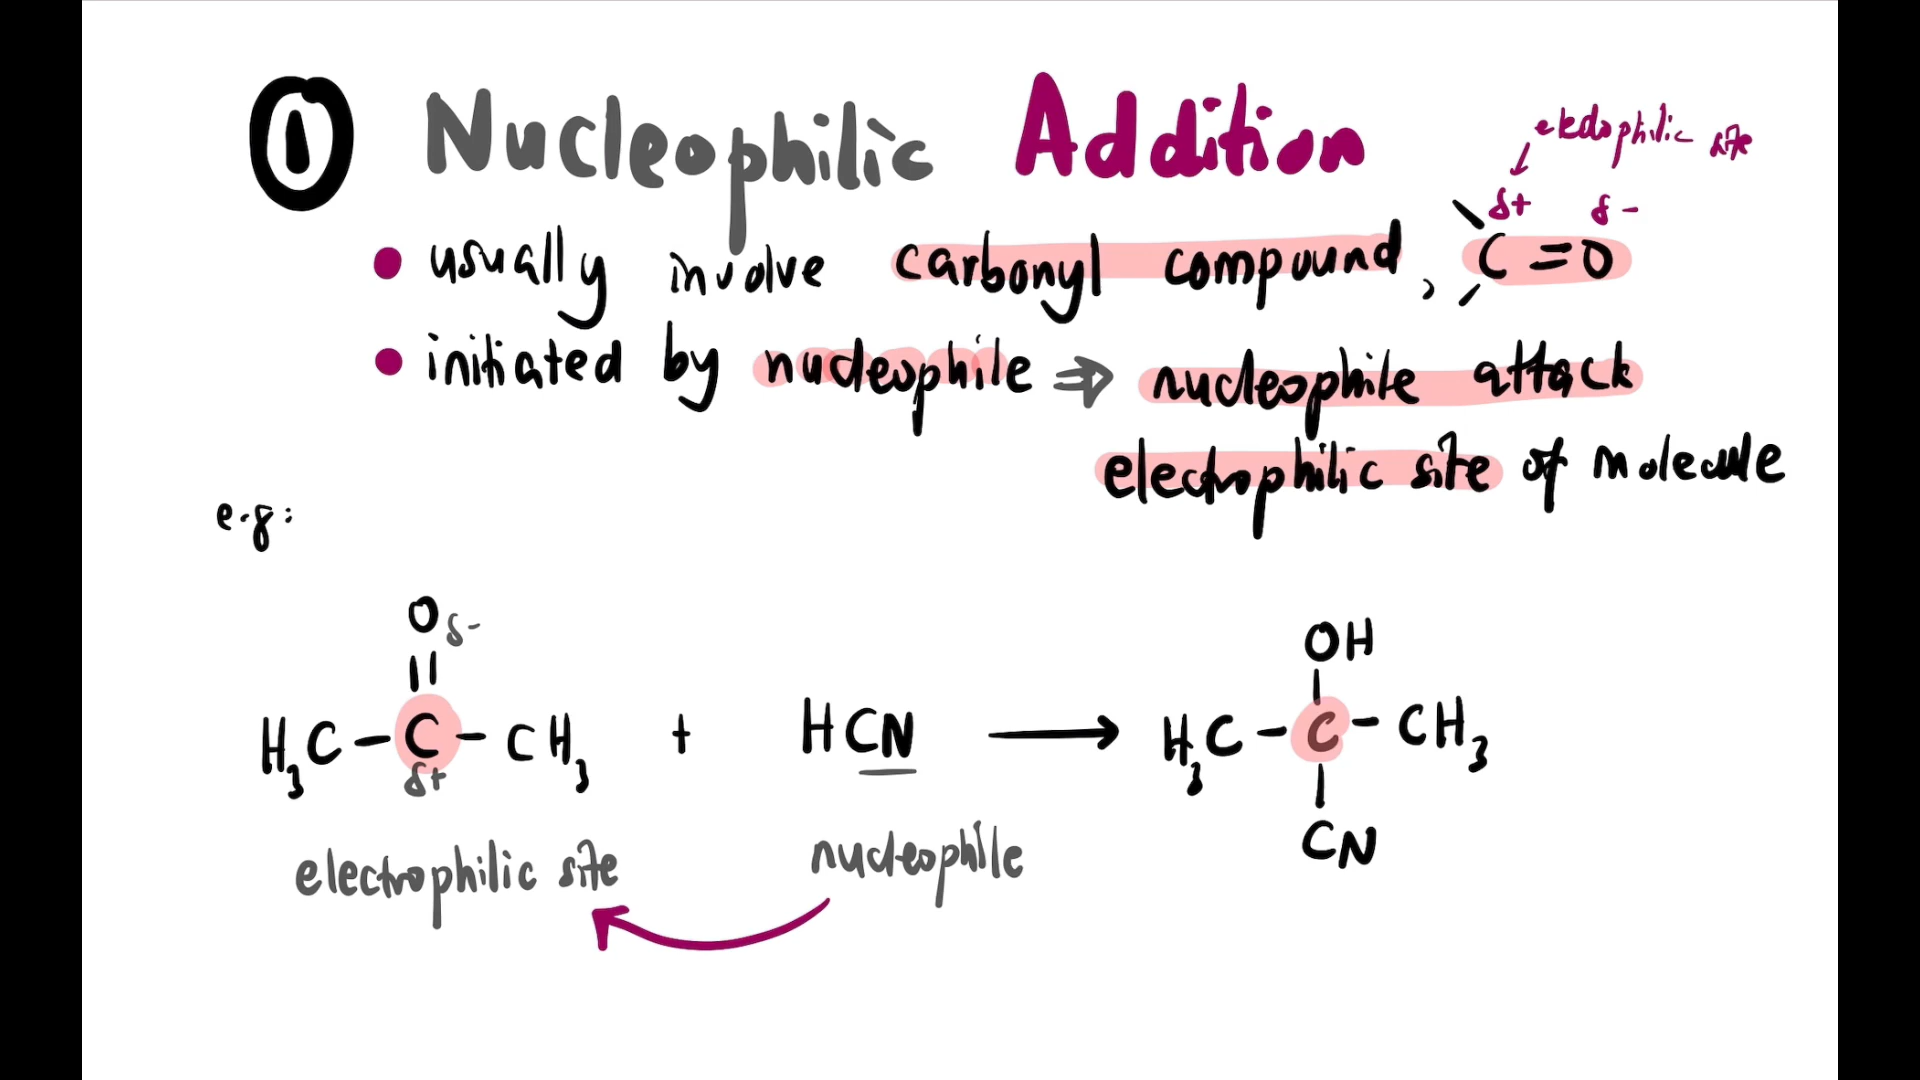 ① Nucleophilic Addition
electrophilic site
δ+ δ-
• usually involve carbonyl compound, C=O
• initiated by nucleophile ⇒ nucleophile attack
electrophilic site of molecule
e.g:
O δ-
H₃C-C-CH₃ + HCN → H₃C-C-CH₃
δ+
OH
CN
electrophilic site nucleophile